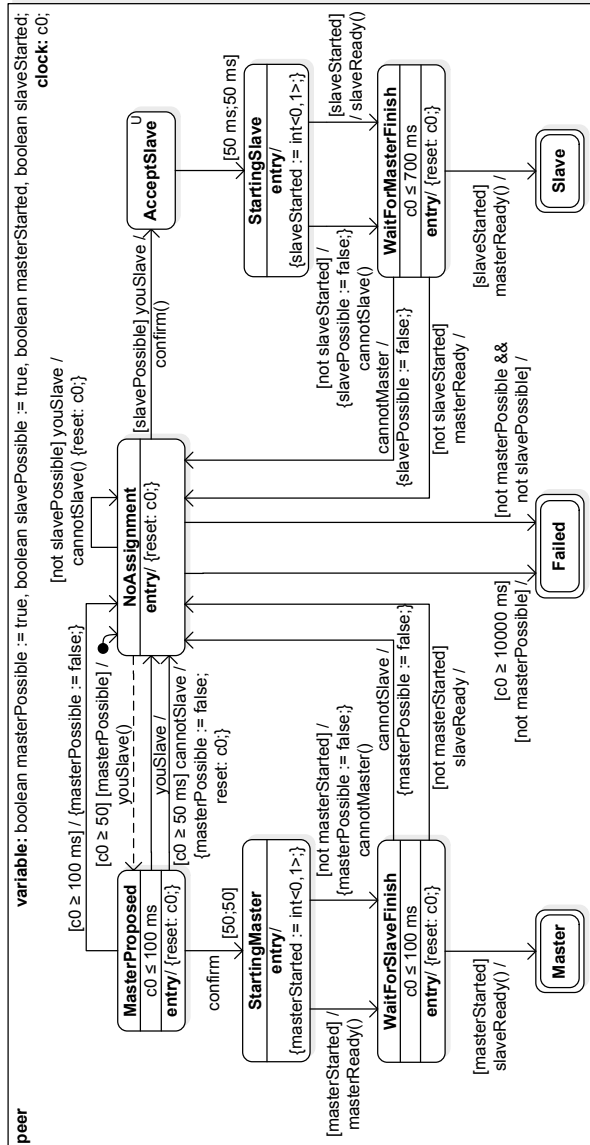 peer
variable: boolean masterPossible := true, boolean slavePossible := true, boolean masterStarted, boolean slaveStarted;
clock: c0;
[not slavePossible] youSlave /
cannotSlave() {reset: c0;}
[c0 ≥ 100 ms] / {masterPossible := false;}
[c0 ≥ 50] [masterPossible] /
youSlave()
youSlave /
[c0 ≥ 50 ms] cannotSlave /
{masterPossible := false;
reset: c0;}
MasterProposed
c0 ≤ 100 ms
entry/ {reset: c0;}
NoAssignment
entry/ {reset: c0;}
[slavePossible] youSlave /
confirm()
AcceptSlave
U
confirm
[50;50]
[50 ms;50 ms]
StartingMaster
entry/
{masterStarted := int<0,1>;}
StartingSlave
entry/
{slaveStarted := int<0,1>;}
[masterStarted] /
masterReady()
[not masterStarted] /
{masterPossible := false;}
cannotMaster()
[not slaveStarted] /
{slavePossible := false;}
cannotSlave()
[slaveStarted]
/ slaveReady()
WaitForSlaveFinish
c0 ≤ 100 ms
entry/ {reset: c0;}
cannotSlave /
{masterPossible := false;}
[not masterStarted]
slaveReady /
cannotMaster /
{slavePossible := false;}
[not slaveStarted]
masterReady /
WaitForMasterFinish
c0 ≤ 700 ms
entry/ {reset: c0;}
[masterStarted]
slaveReady() /
[c0 ≥ 10000 ms]
[not masterPossible] /
[not masterPossible &&
not slavePossible] /
[slaveStarted]
masterReady() /
Master
Failed
Slave